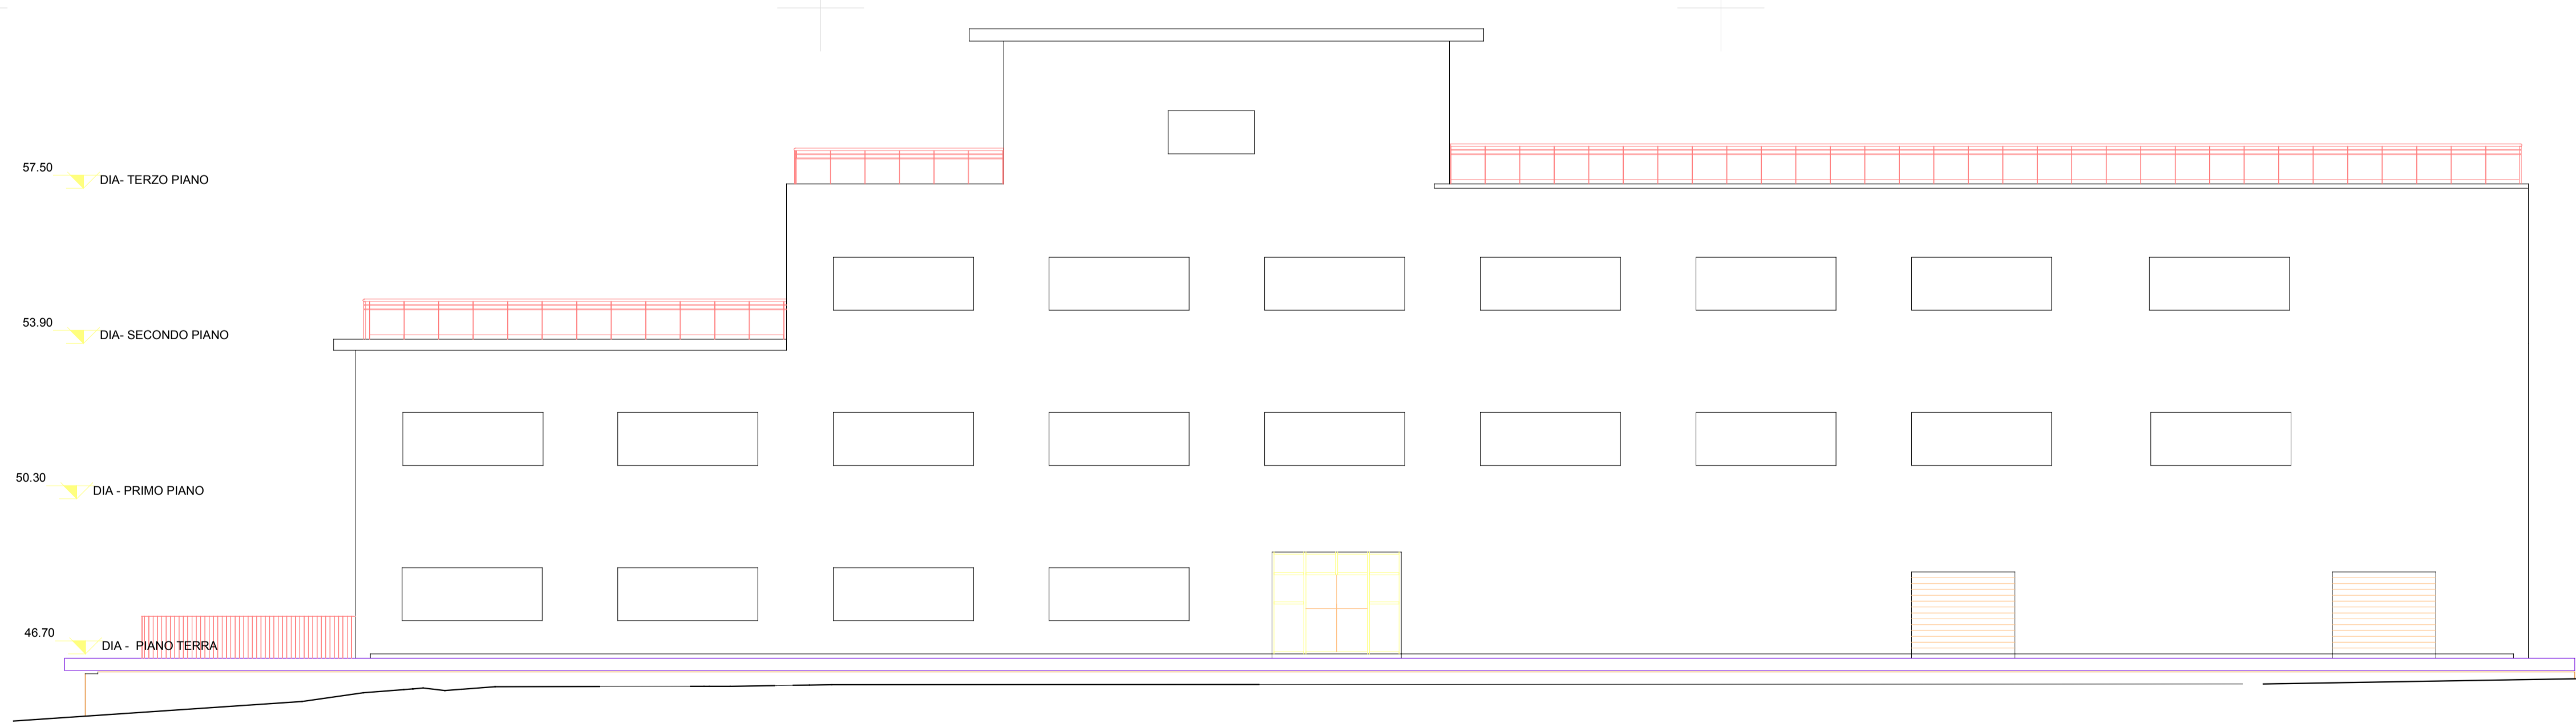 57.50
DIA- TERZO PIANO
53.90
DIA- SECONDO PIANO
50.30
DIA - PRIMO PIANO
46.70
DIA - PIANO TERRA